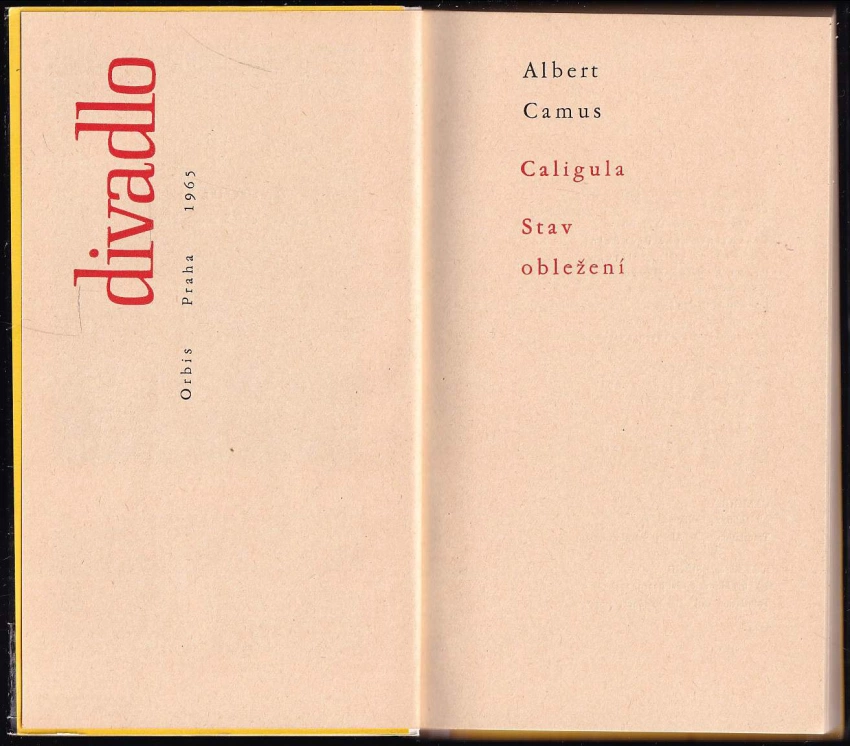 divadlo
Orbis Praha 1965
Albert
Camus
Caligula
Stav
obležení